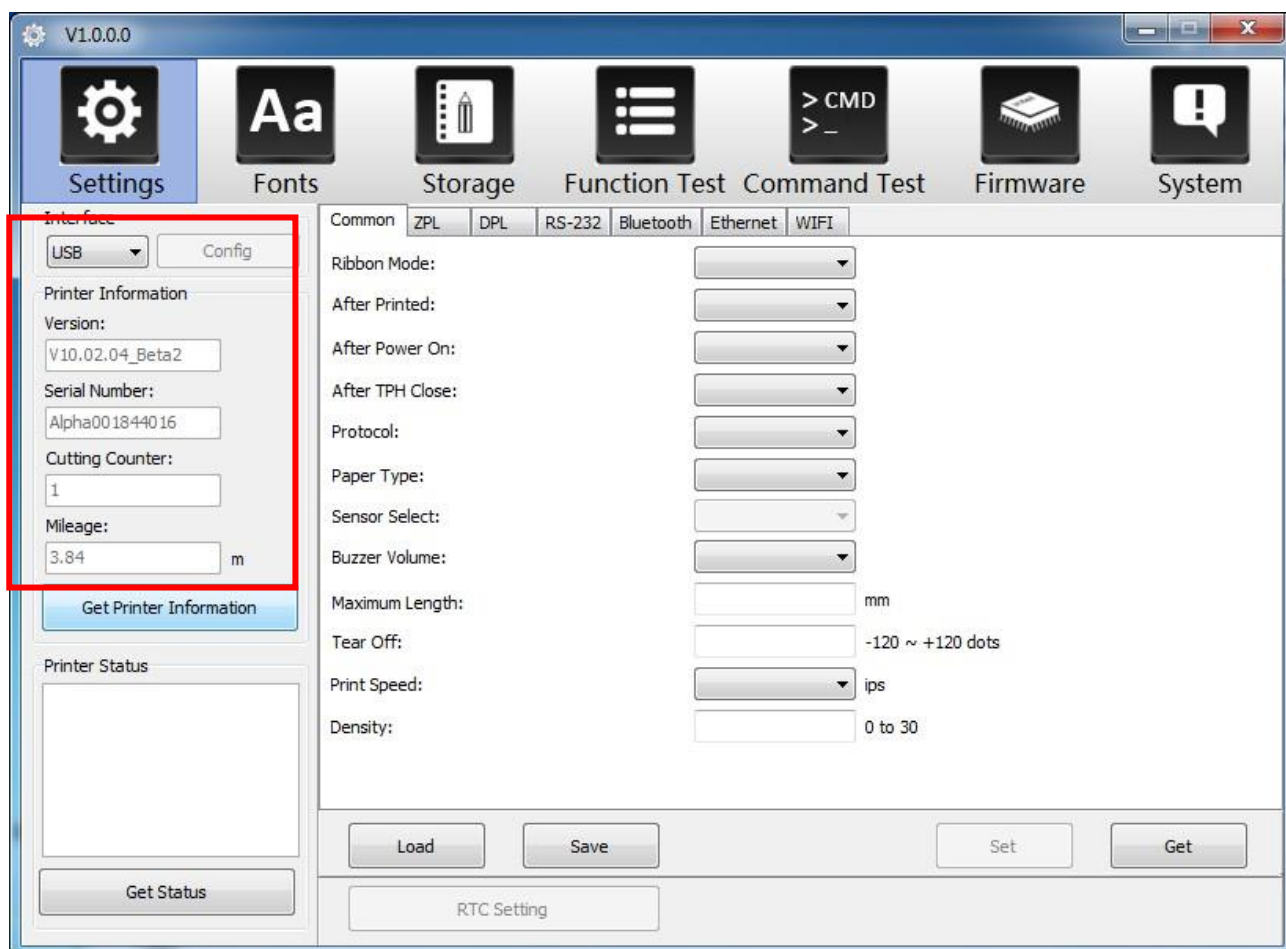 V1.0.0.0
Aa
> CMD
> _
Settings
Fonts
Storage
Function Test
Command Test
Firmware
System
Interface
USB
Config
Printer Information
Version:
V10.02.04_Beta2
Serial Number:
Alpha001844016
Cutting Counter:
1
Mileage:
3.84 m
Get Printer Information
Printer Status
Get Status
Common ZPL DPL RS-232 Bluetooth Ethernet WIFI
Ribbon Mode:
After Printed:
After Power On:
After TPH Close:
Protocol:
Paper Type:
Sensor Select:
Buzzer Volume:
Maximum Length: mm
Tear Off: -120 ~ +120 dots
Print Speed: ips
Density: 0 to 30
Load Save Set Get
RTC Setting